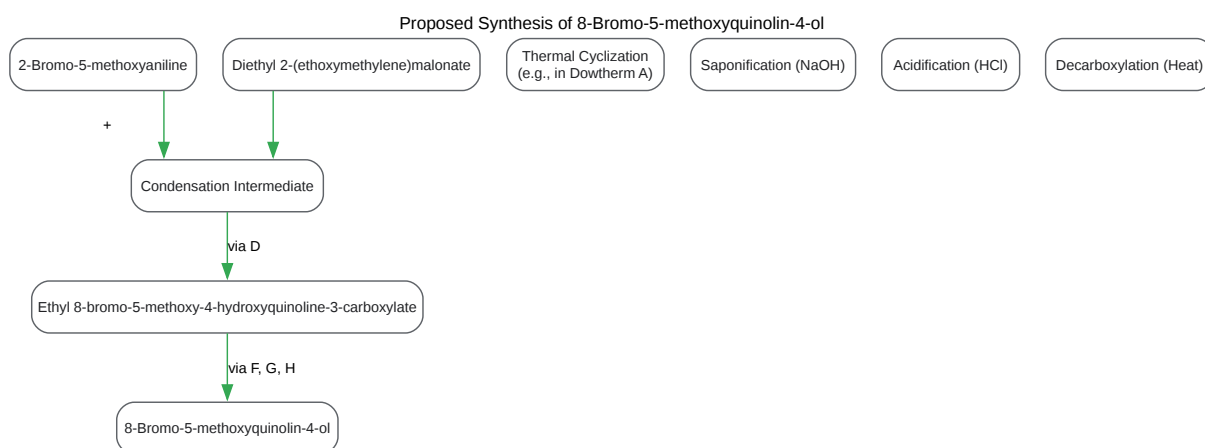 Proposed Synthesis of 8-Bromo-5-methoxyquinolin-4-ol
2-Bromo-5-methoxyaniline
Diethyl 2-(ethoxymethylene)malonate
Thermal Cyclization
(e.g., in Dowtherm A)
Saponification (NaOH)
Acidification (HCl)
Decarboxylation (Heat)
+
Condensation Intermediate
via D
Ethyl 8-bromo-5-methoxy-4-hydroxyquinoline-3-carboxylate
via F, G, H
8-Bromo-5-methoxyquinolin-4-ol